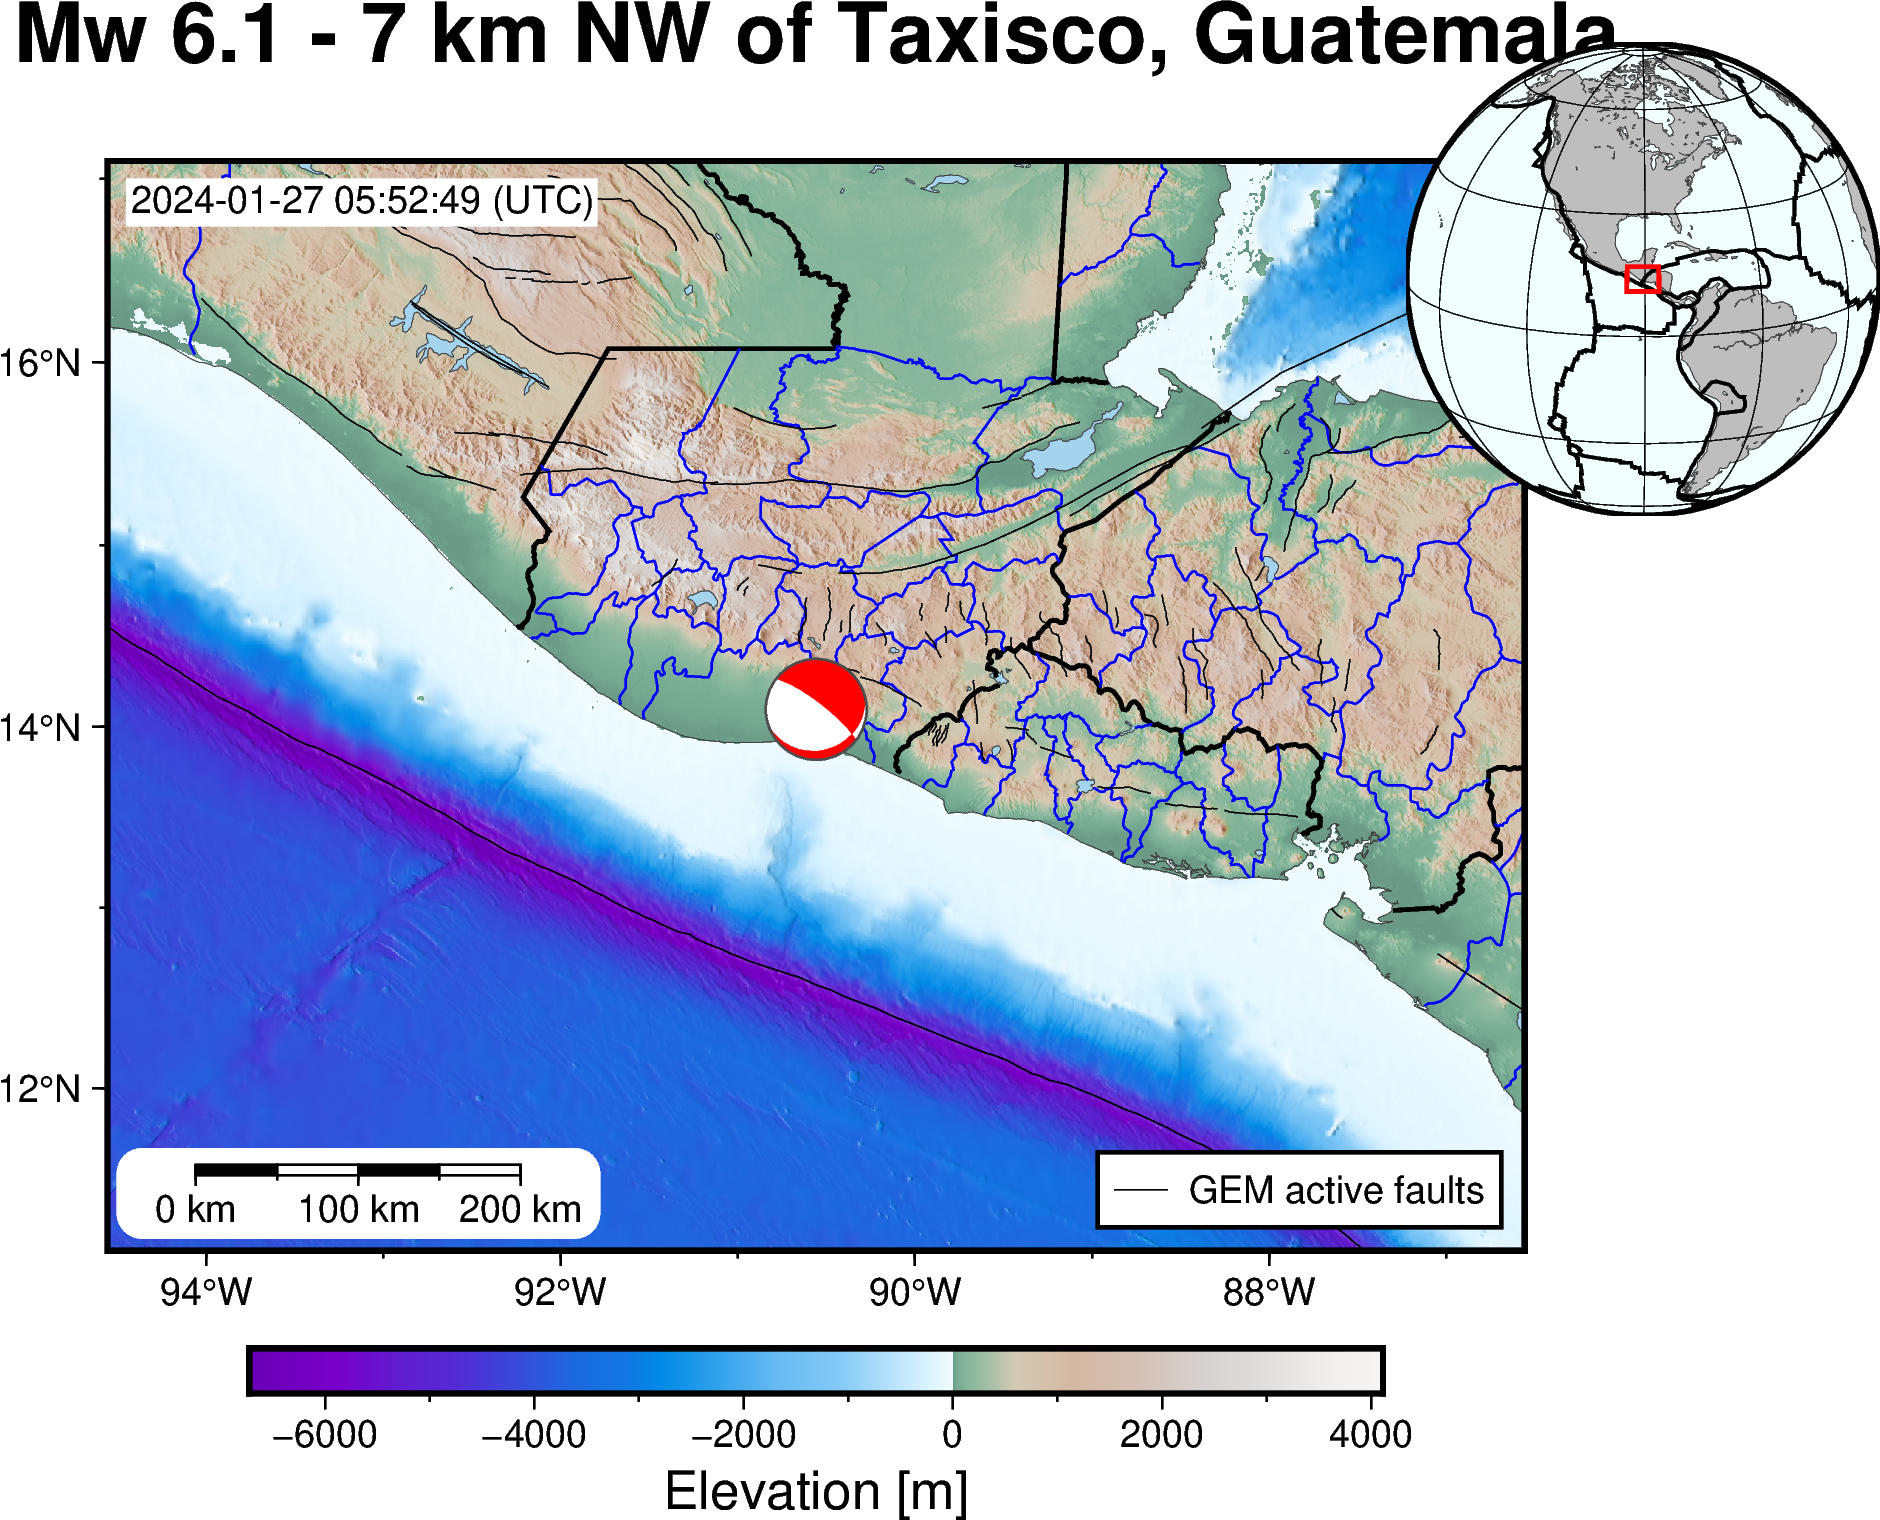 Mw 6.1 - 7 km NW of Taxisco, Guatemala
2024-01-27 05:52:49 (UTC)
16°N
14°N
12°N
0 km 100 km 200 km
GEM active faults
94°W 92°W 90°W 88°W
−6000 −4000 −2000 0 2000 4000
Elevation [m]